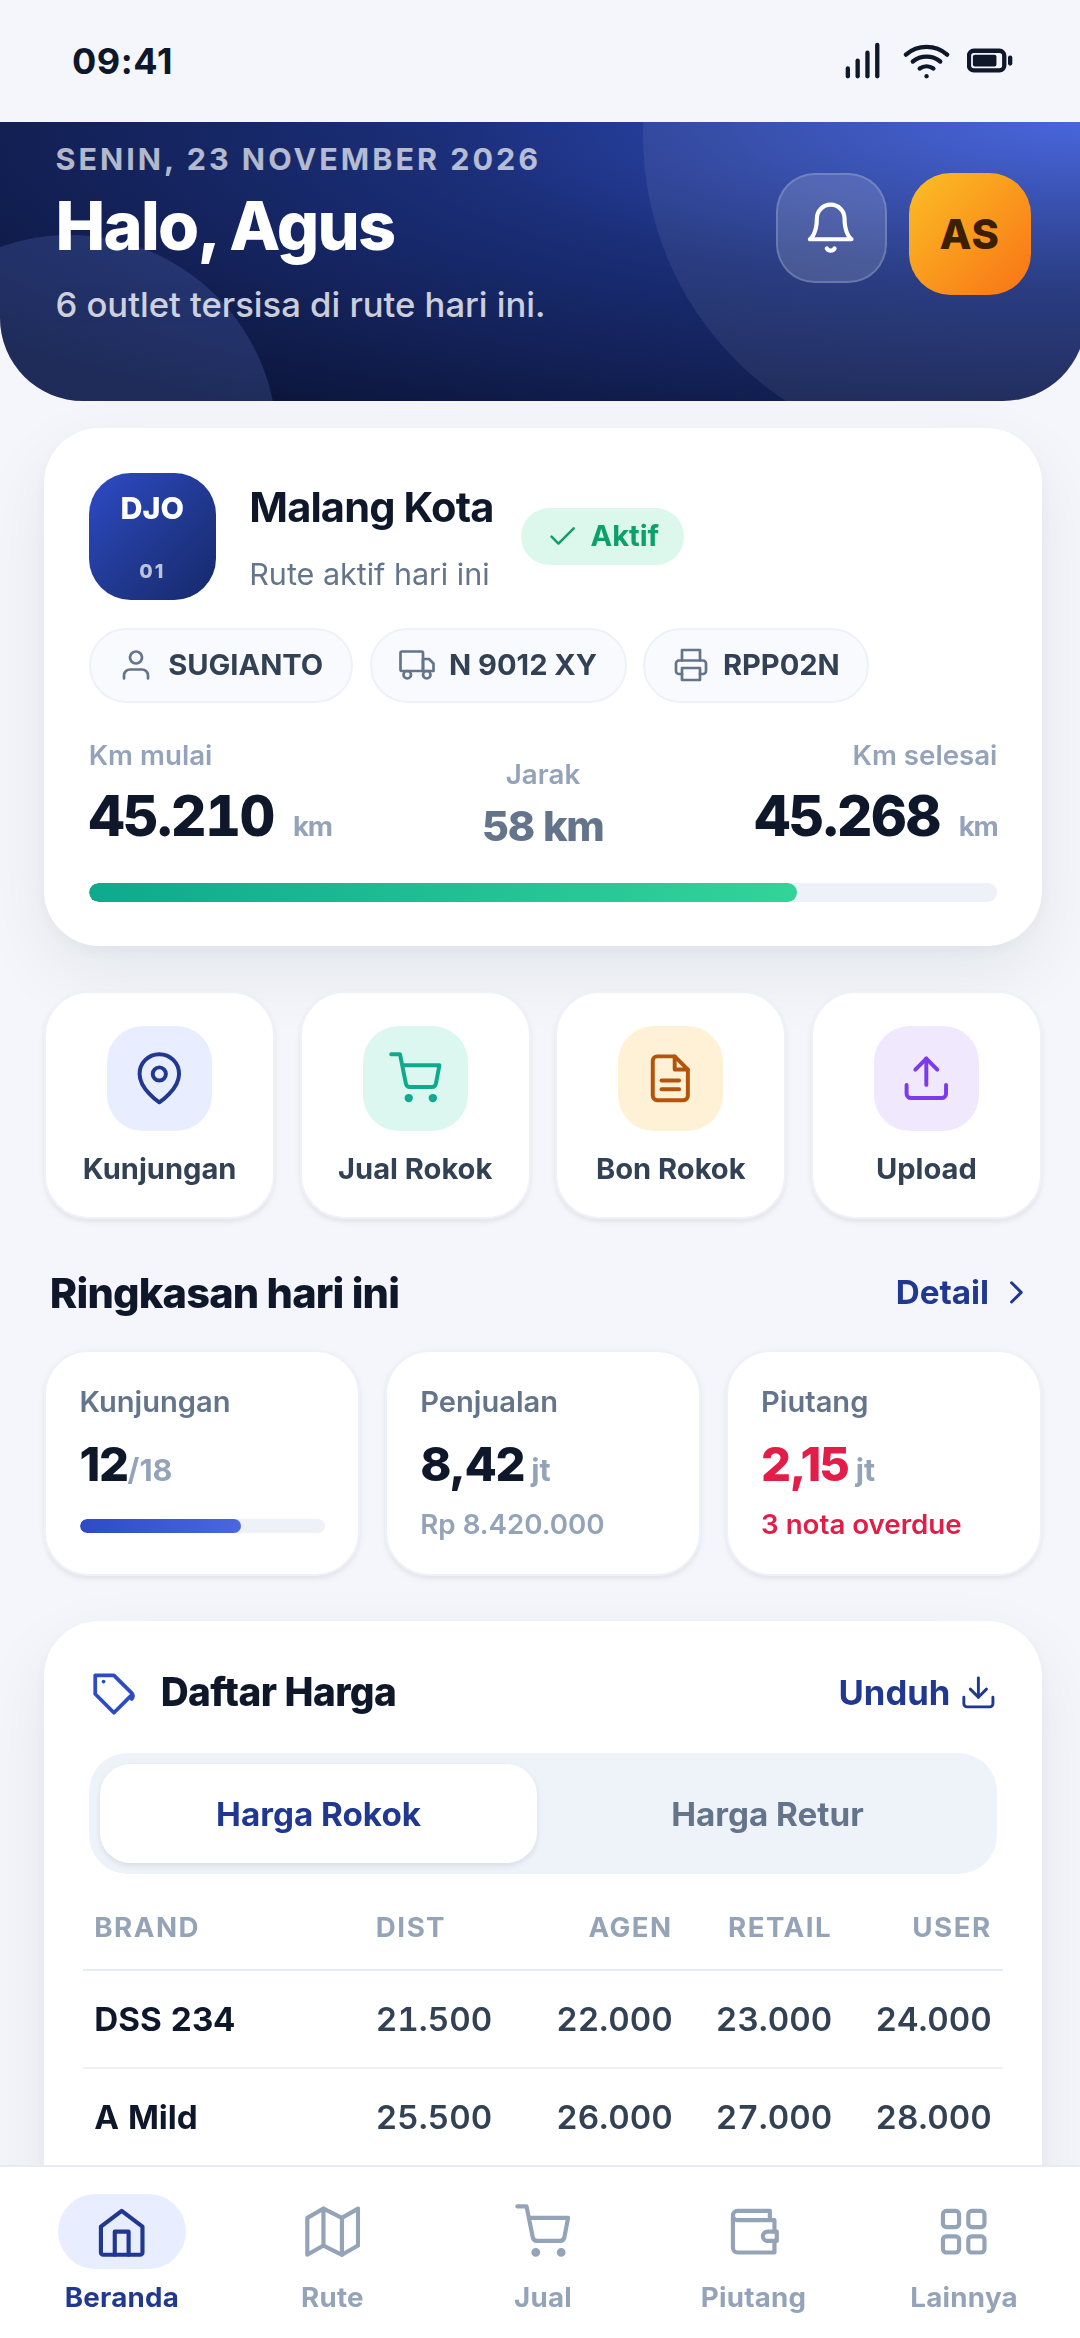 09:41
SENIN, 23 NOVEMBER 2026
Halo, Agus
6 outlet tersisa di rute hari ini.
AS
DJO
01
Malang Kota
Rute aktif hari ini
Aktif
SUGIANTO
N 9012 XY
RPP02N
Km mulai
45.210 km
Jarak
58 km
Km selesai
45.268 km
Kunjungan
Jual Rokok
Bon Rokok
Upload
Ringkasan hari ini
Detail
Kunjungan
12/18
Penjualan
8,42 jt
Rp 8.420.000
Piutang
2,15 jt
3 nota overdue
Daftar Harga
Unduh
Harga Rokok
Harga Retur
BRAND DIST AGEN RETAIL USER
DSS 234 21.500 22.000 23.000 24.000
A Mild 25.500 26.000 27.000 28.000
Beranda
Rute
Jual
Piutang
Lainnya